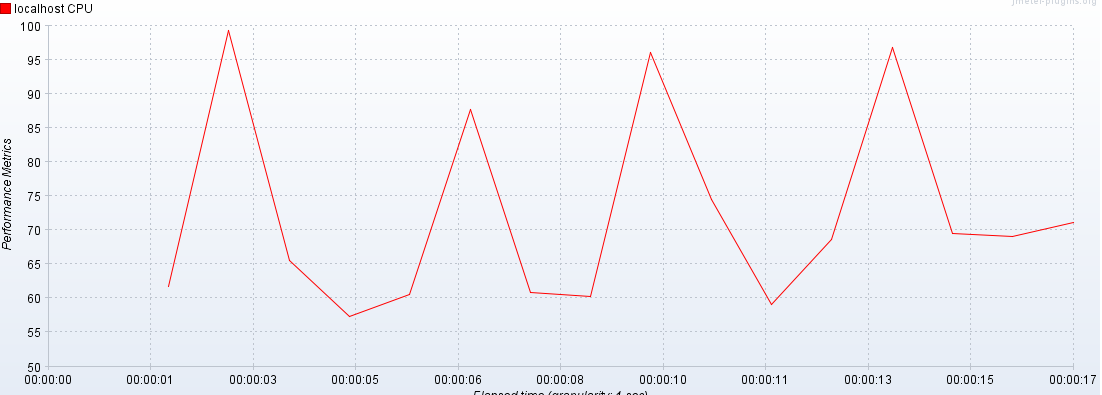 jmeter-plugins.org
localhost CPU
100
95
90
85
80
75
70
65
60
55
50
Performance Metrics
00:00:00 00:00:01 00:00:03 00:00:05 00:00:06 00:00:08 00:00:10 00:00:11 00:00:13 00:00:15 00:00:17
Elapsed time (granularity: 1 sec)